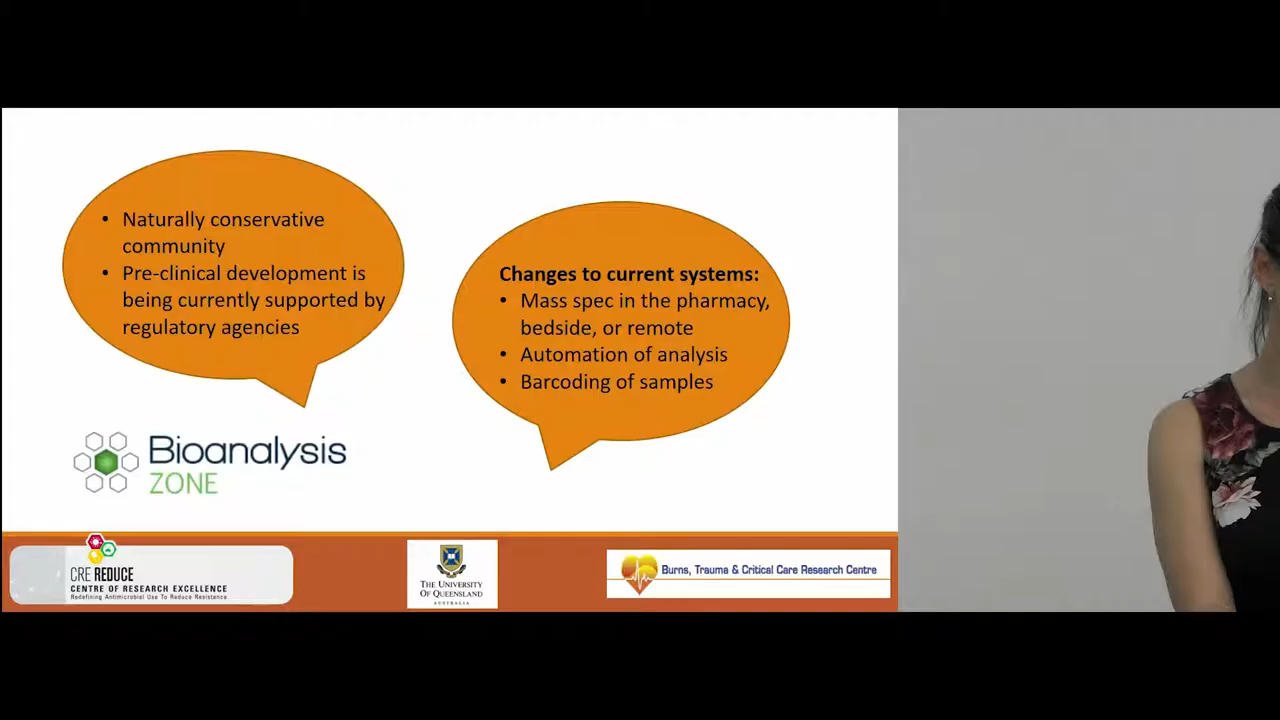 • Naturally conservative
community
• Pre-clinical development is
being currently supported by
regulatory agencies
Changes to current systems:
• Mass spec in the pharmacy,
bedside, or remote
• Automation of analysis
• Barcoding of samples
Bioanalysis
ZONE
CRE REDUCE
CENTRE OF RESEARCH EXCELLENCE
Redefining Antimicrobial Use To Reduce Resistance
THE UNIVERSITY
OF QUEENSLAND
AUSTRALIA
Burns, Trauma & Critical Care Research Centre